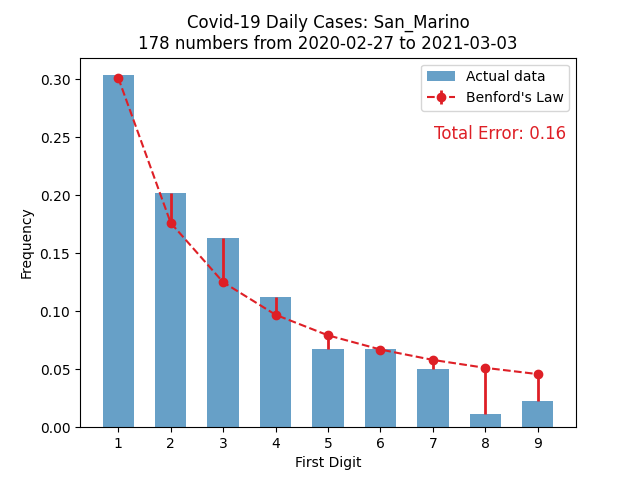 Covid-19 Daily Cases: San_Marino
178 numbers from 2020-02-27 to 2021-03-03
Actual data
Benford's Law
Total Error: 0.16
Frequency
0.30
0.25
0.20
0.15
0.10
0.05
0.00
1 2 3 4 5 6 7 8 9
First Digit